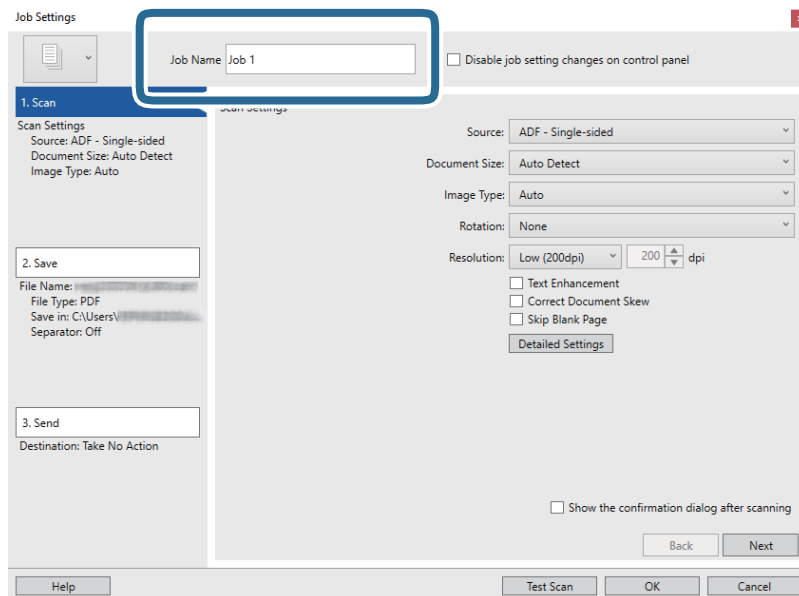 Job Settings
Job Name Job 1
Disable job setting changes on control panel
1. Scan
Scan Settings
Source: ADF - Single-sided
Document Size: Auto Detect
Image Type: Auto
2. Save
File Name:
File Type: PDF
Save in: C:\Users\
Separator: Off
3. Send
Destination: Take No Action
Scan Settings
Source: ADF - Single-sided
Document Size: Auto Detect
Image Type: Auto
Rotation: None
Resolution: Low (200dpi) 200 dpi
Text Enhancement
Correct Document Skew
Skip Blank Page
Detailed Settings
Show the confirmation dialog after scanning
Back Next
Help Test Scan OK Cancel